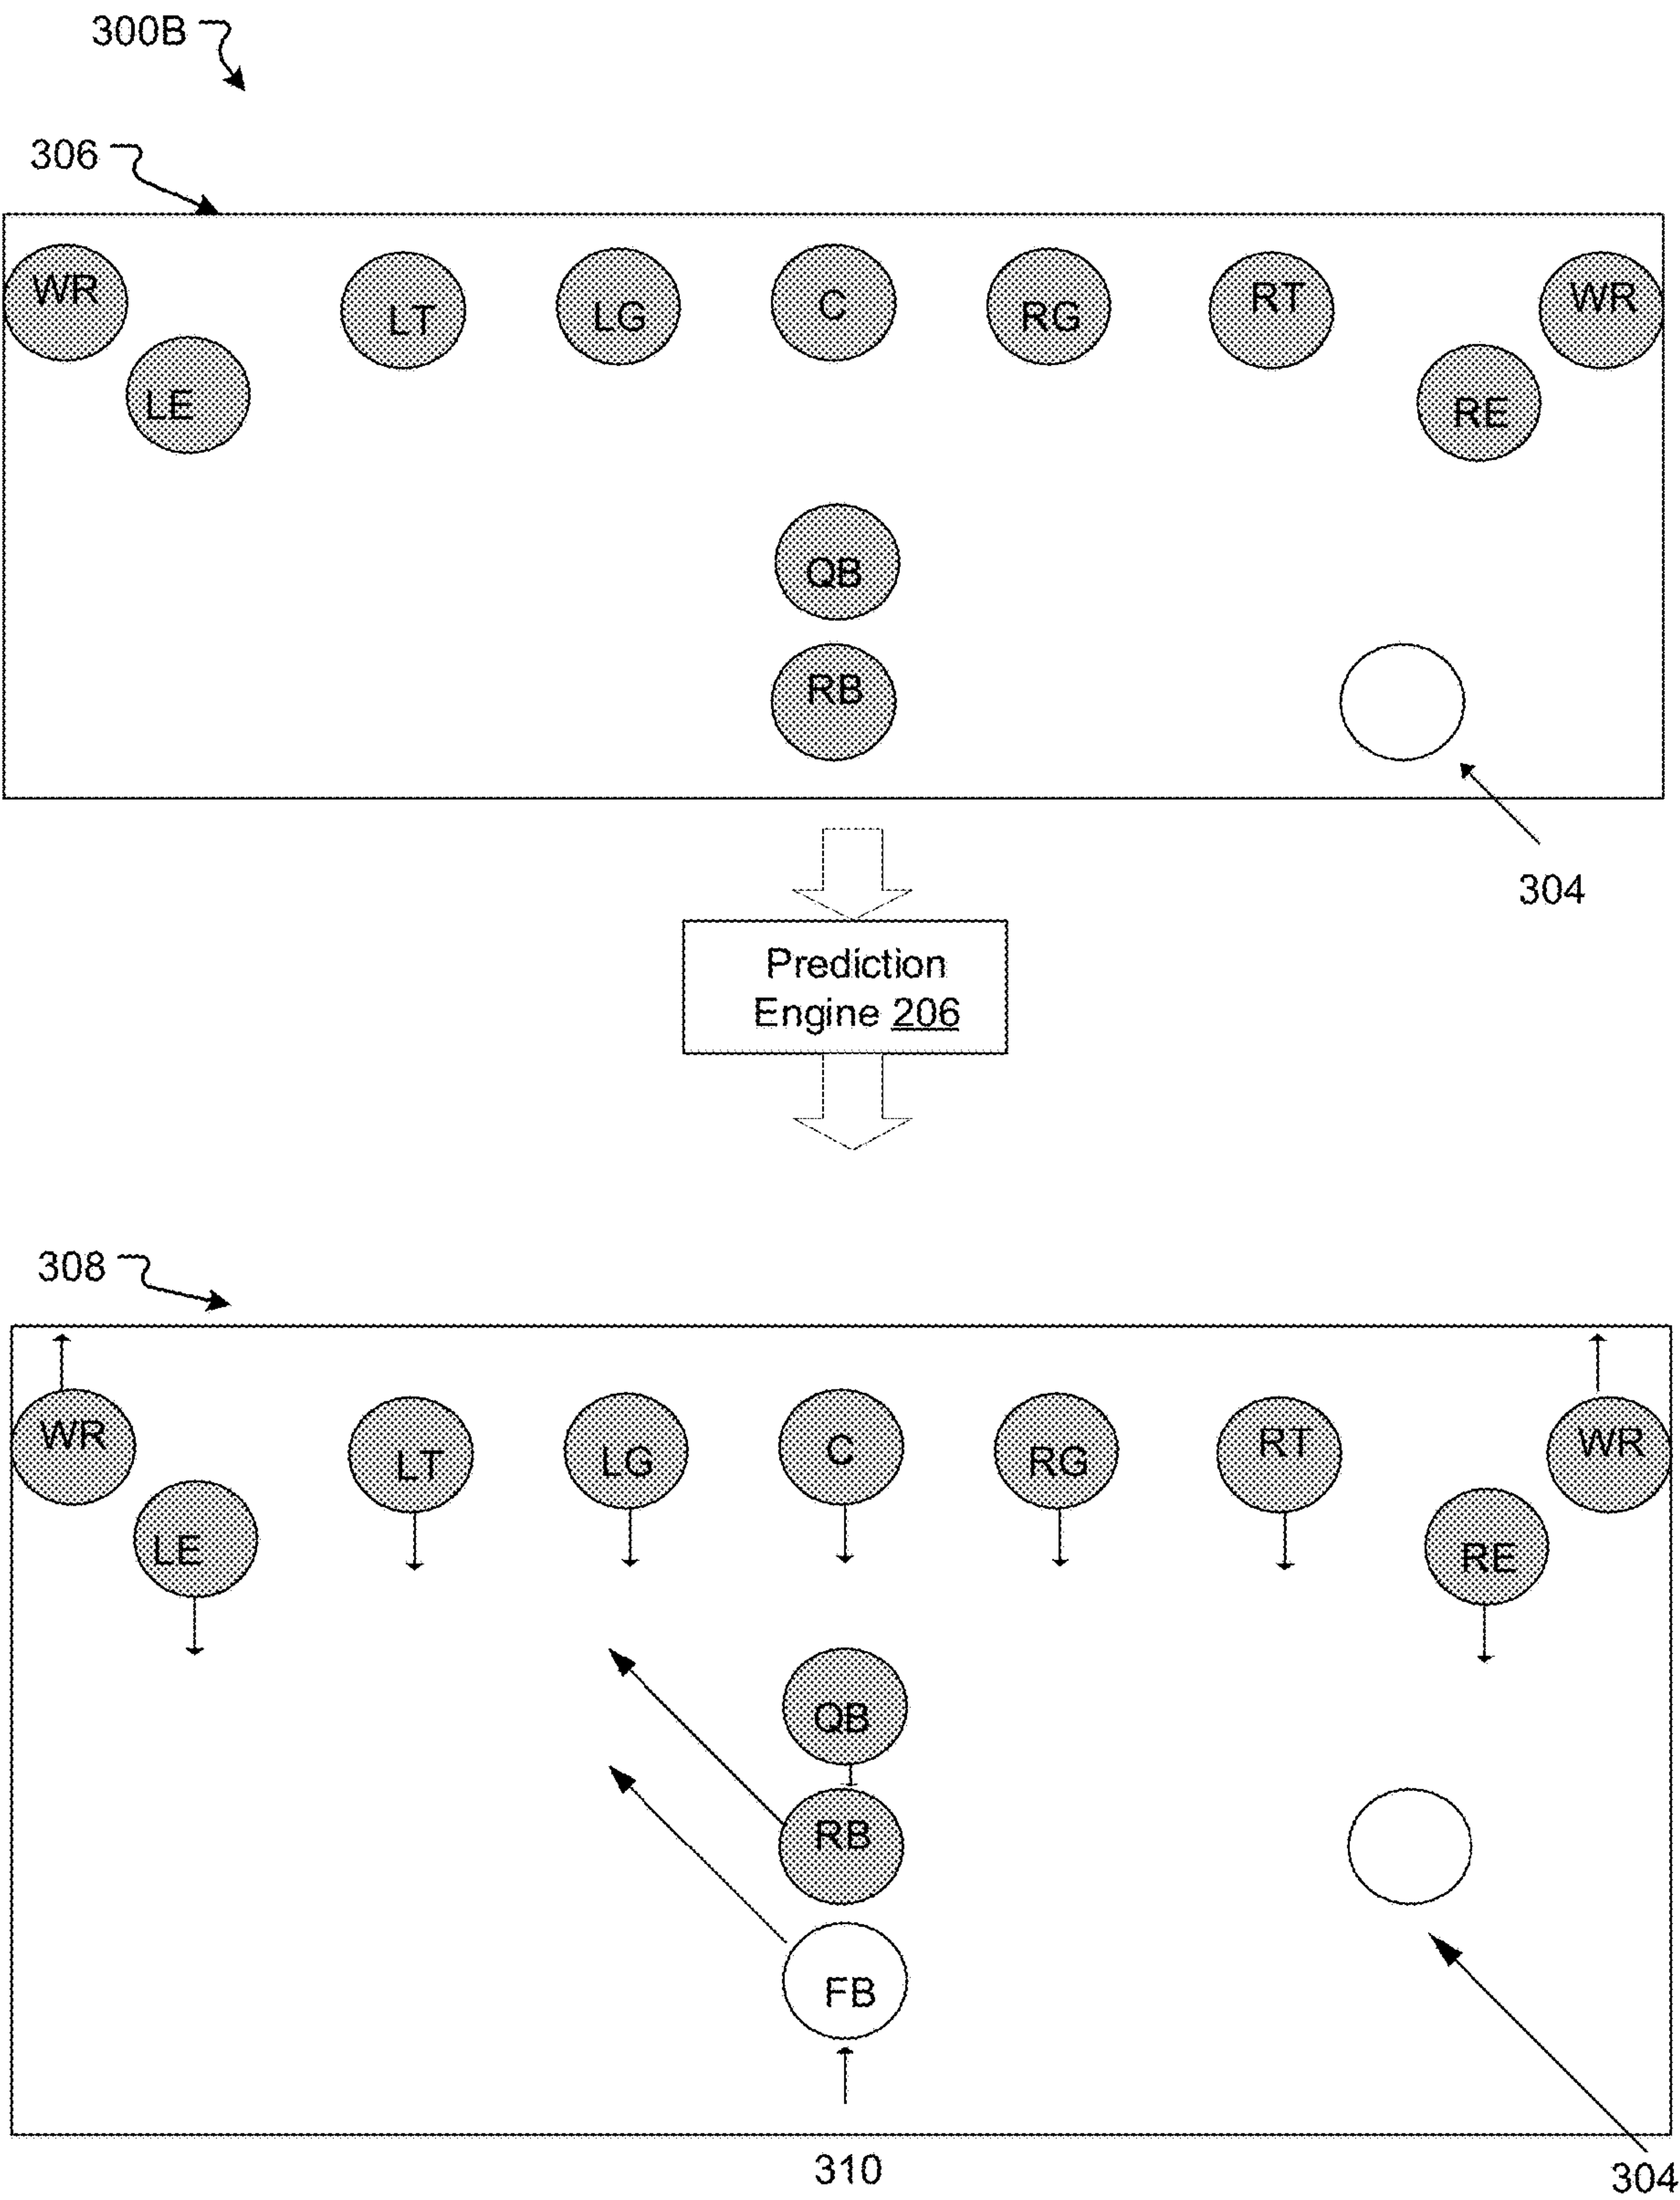 300B
306
WR LT LG C RG RT WR
LE RE
QB
RB
304
Prediction
Engine 206
308
WR LT LG C RG RT WR
LE RE
QB
RB
FB
310 304